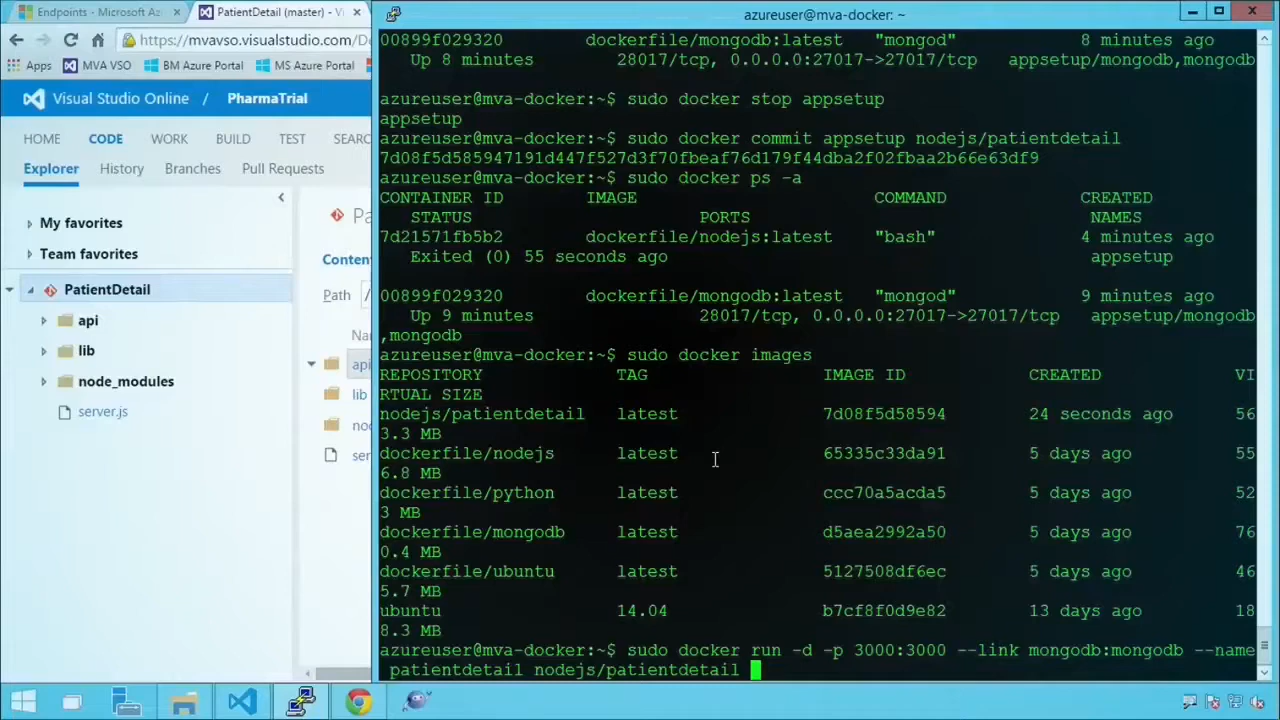 Endpoints - Microsoft Az
PatientDetail (master) - Vi
azureuser@mva-docker: ~
https://mvavso.visualstudio.com/De
Apps MVA VSO BM Azure Portal MS Azure Portal
Visual Studio Online / PharmaTrial
HOME CODE WORK BUILD TEST SEARC
Explorer History Branches Pull Requests
My favorites
Team favorites
PatientDetail
api
lib
node_modules
server.js
Pa
Conten
Path /
Na
api
lib
noc
ser
00899f029320 dockerfile/mongodb:latest "mongod" 8 minutes ago
Up 8 minutes 28017/tcp, 0.0.0.0:27017->27017/tcp appsetup/mongodb,mongodb
azureuser@mva-docker:~$ sudo docker stop appsetup
appsetup
azureuser@mva-docker:~$ sudo docker commit appsetup nodejs/patientdetail
7d08f5d585947191d447f527d3f70fbeaf76d179f44dba2f02fbaa2b66e63df9
azureuser@mva-docker:~$ sudo docker ps -a
CONTAINER ID IMAGE COMMAND CREATED
STATUS PORTS NAMES
7d21571fb5b2 dockerfile/nodejs:latest "bash" 4 minutes ago
Exited (0) 55 seconds ago appsetup
00899f029320 dockerfile/mongodb:latest "mongod" 9 minutes ago
Up 9 minutes 28017/tcp, 0.0.0.0:27017->27017/tcp appsetup/mongodb
,mongodb
azureuser@mva-docker:~$ sudo docker images
REPOSITORY TAG IMAGE ID CREATED VI
RTUAL SIZE
nodejs/patientdetail latest 7d08f5d58594 24 seconds ago 56
3.3 MB
dockerfile/nodejs latest 65335c33da91 5 days ago 55
6.8 MB
dockerfile/python latest ccc70a5acda5 5 days ago 52
3 MB
dockerfile/mongodb latest d5aea2992a50 5 days ago 76
0.4 MB
dockerfile/ubuntu latest 5127508df6ec 5 days ago 46
5.7 MB
ubuntu 14.04 b7cf8f0d9e82 13 days ago 18
8.3 MB
azureuser@mva-docker:~$ sudo docker run -d -p 3000:3000 --link mongodb:mongodb --name
patientdetail nodejs/patientdetail